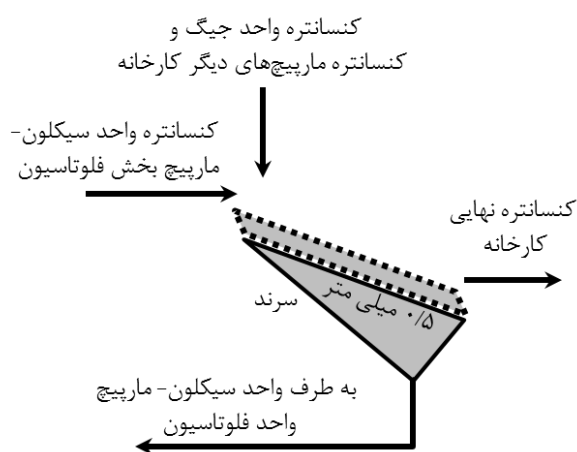 کنسانتره واحد جیگ و
کنسانتره مارپیچ‌های دیگر کارخانه
کنسانتره واحد سیکلون-
مارپیچ بخش فلوتاسیون
کنسانتره نهایی
کارخانه
۰/۵ میلی متر
سرند
به طرف واحد سیکلون- مارپیچ
واحد فلوتاسیون